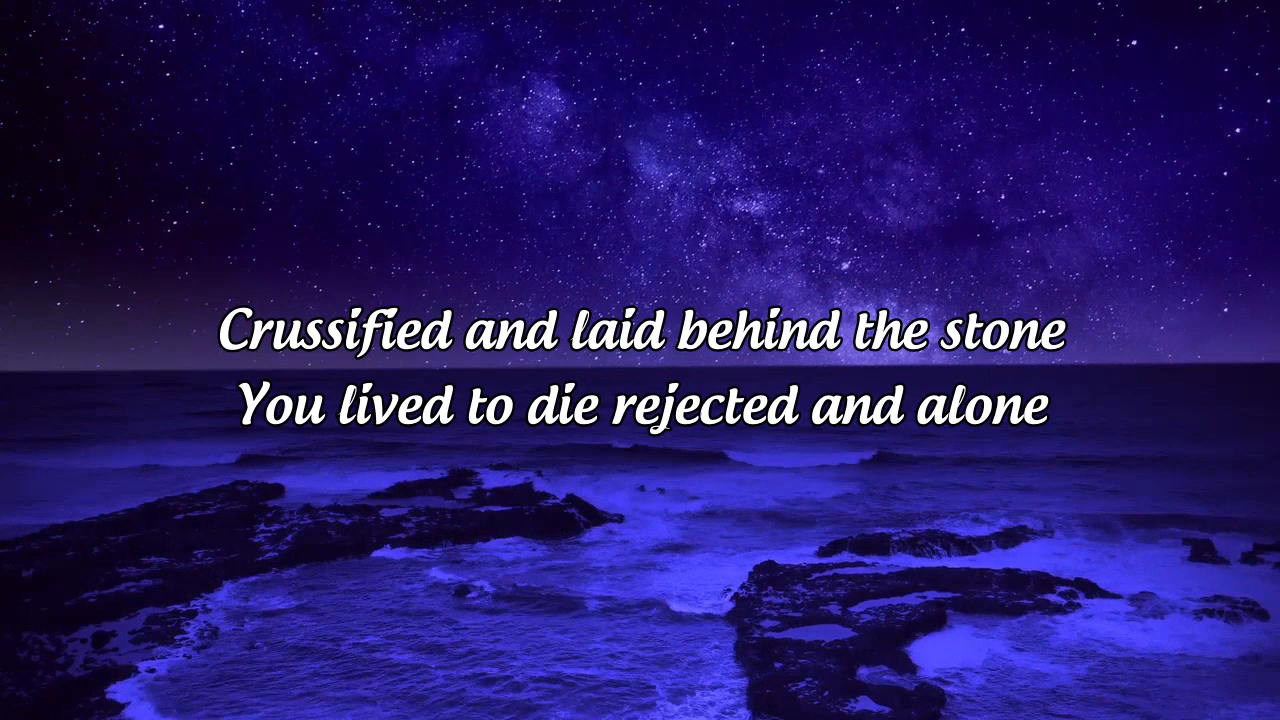 Crussified and laid behind the stone
You lived to die rejected and alone